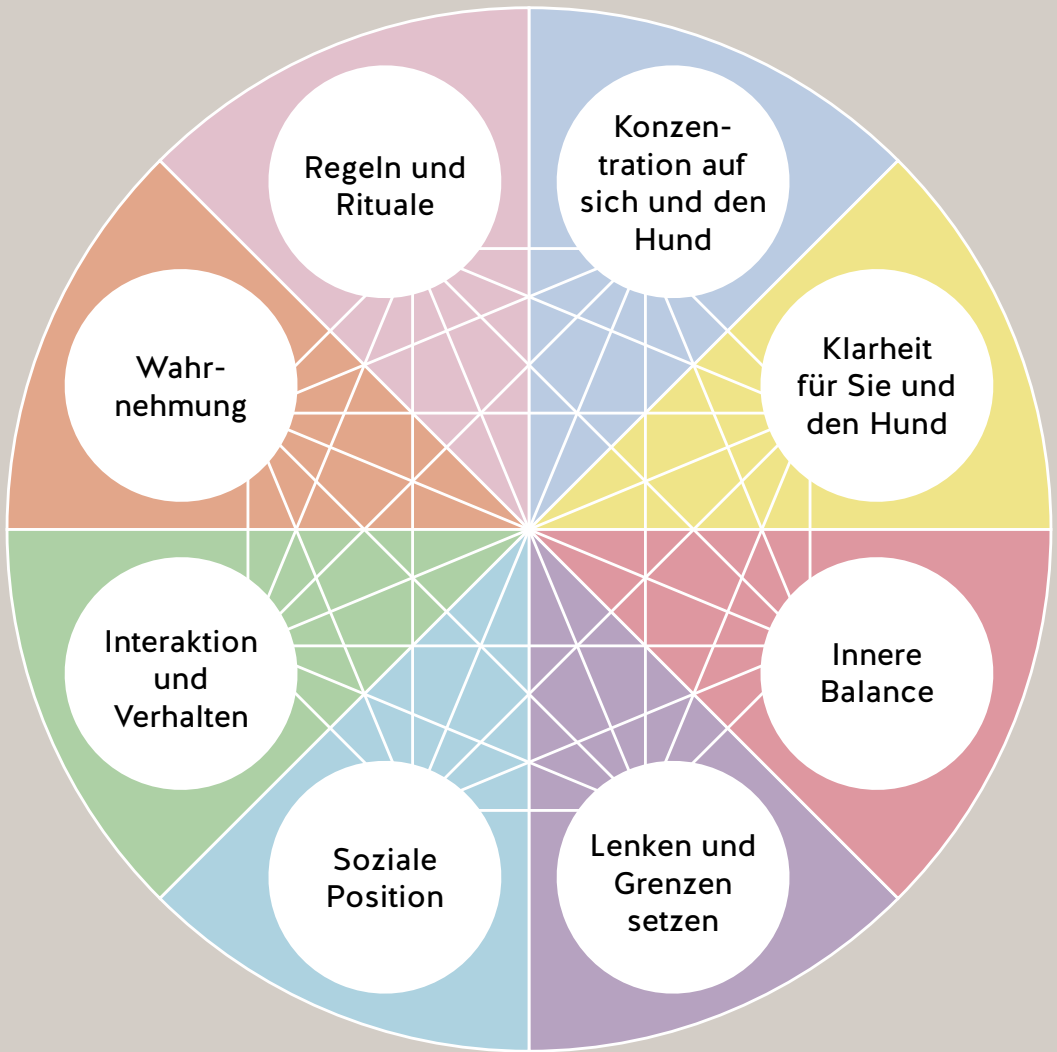 Regeln und
Rituale
Konzen-
tration auf
sich und den
Hund
Klarheit
für Sie und
den Hund
Innere
Balance
Lenken und
Grenzen
setzen
Soziale
Position
Interaktion
und
Verhalten
Wahr-
nehmung